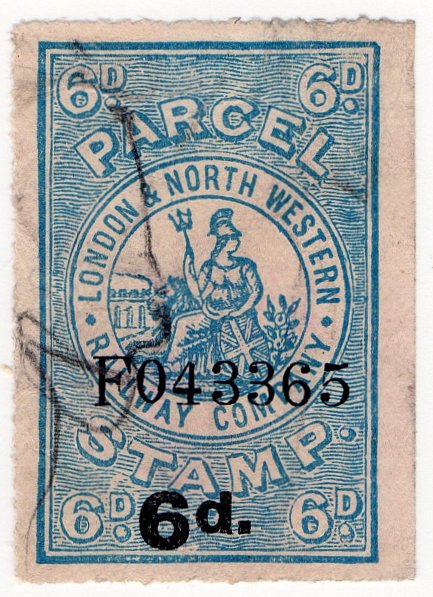 6D. 6D.
PARCEL
· LONDON & NORTH WESTERN ·
RAILWAY COMPANY
F043365
STAMP.
6D. 6D.
6d.